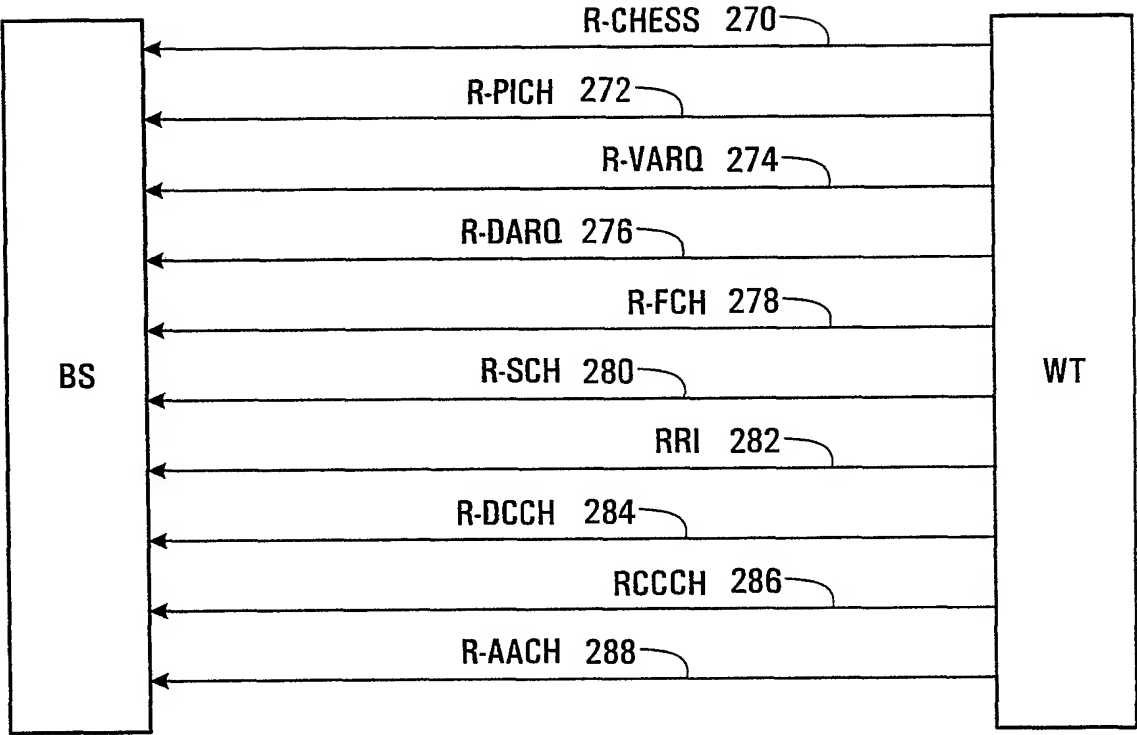 R-CHESS 270
R-PICH 272
R-VARQ 274
R-DARQ 276
R-FCH 278
BS
R-SCH 280
WT
RRI 282
R-DCCH 284
RCCCH 286
R-AACH 288